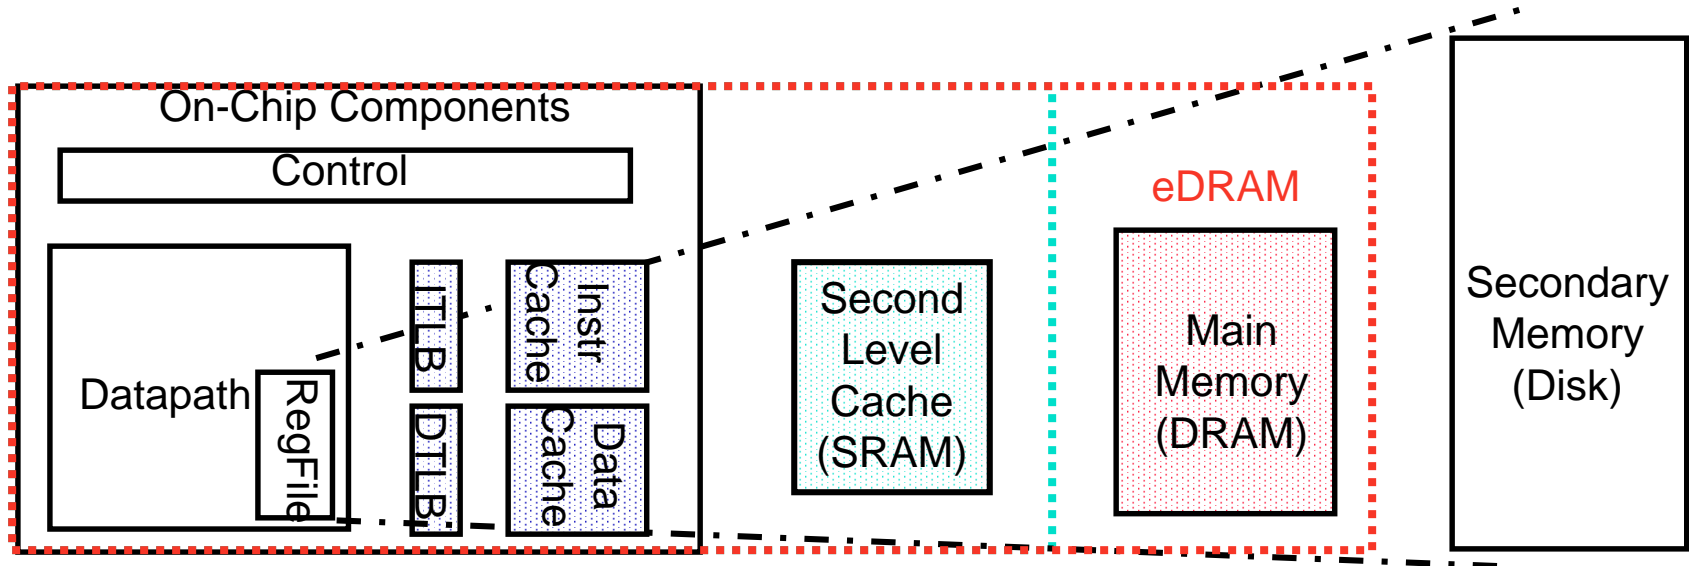 On-Chip Components
Control
Datapath
RegFile
ITLB
DTLB
Instr
Cache
Data
Cache
Second
Level
Cache
(SRAM)
eDRAM
Main
Memory
(DRAM)
Secondary
Memory
(Disk)